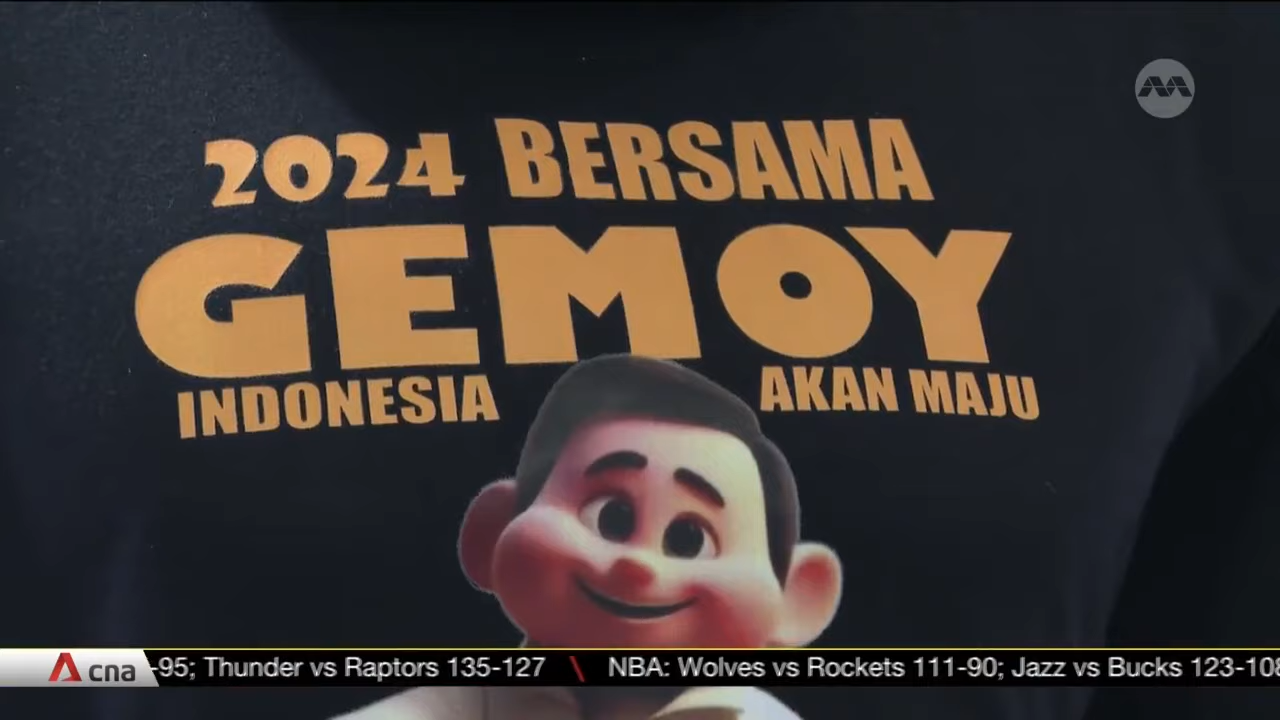 2024 BERSAMA
GEMOY
INDONESIA AKAN MAJU
cna
-95; Thunder vs Raptors 135-127 \ NBA: Wolves vs Rockets 111-90; Jazz vs Bucks 123-108